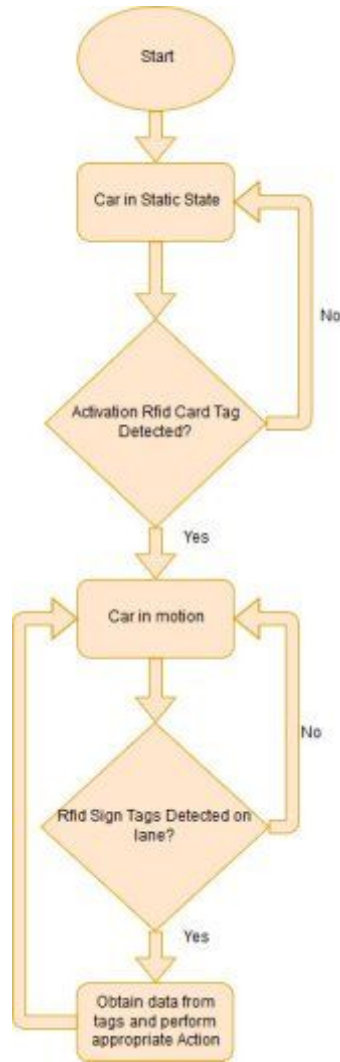 Start
Car in Static State
No
Activation Rfid Card Tag
Detected?
Yes
Car in motion
No
Rfid Sign Tags Detected on
lane?
Yes
Obtain data from
tags and perform
appropriate Action